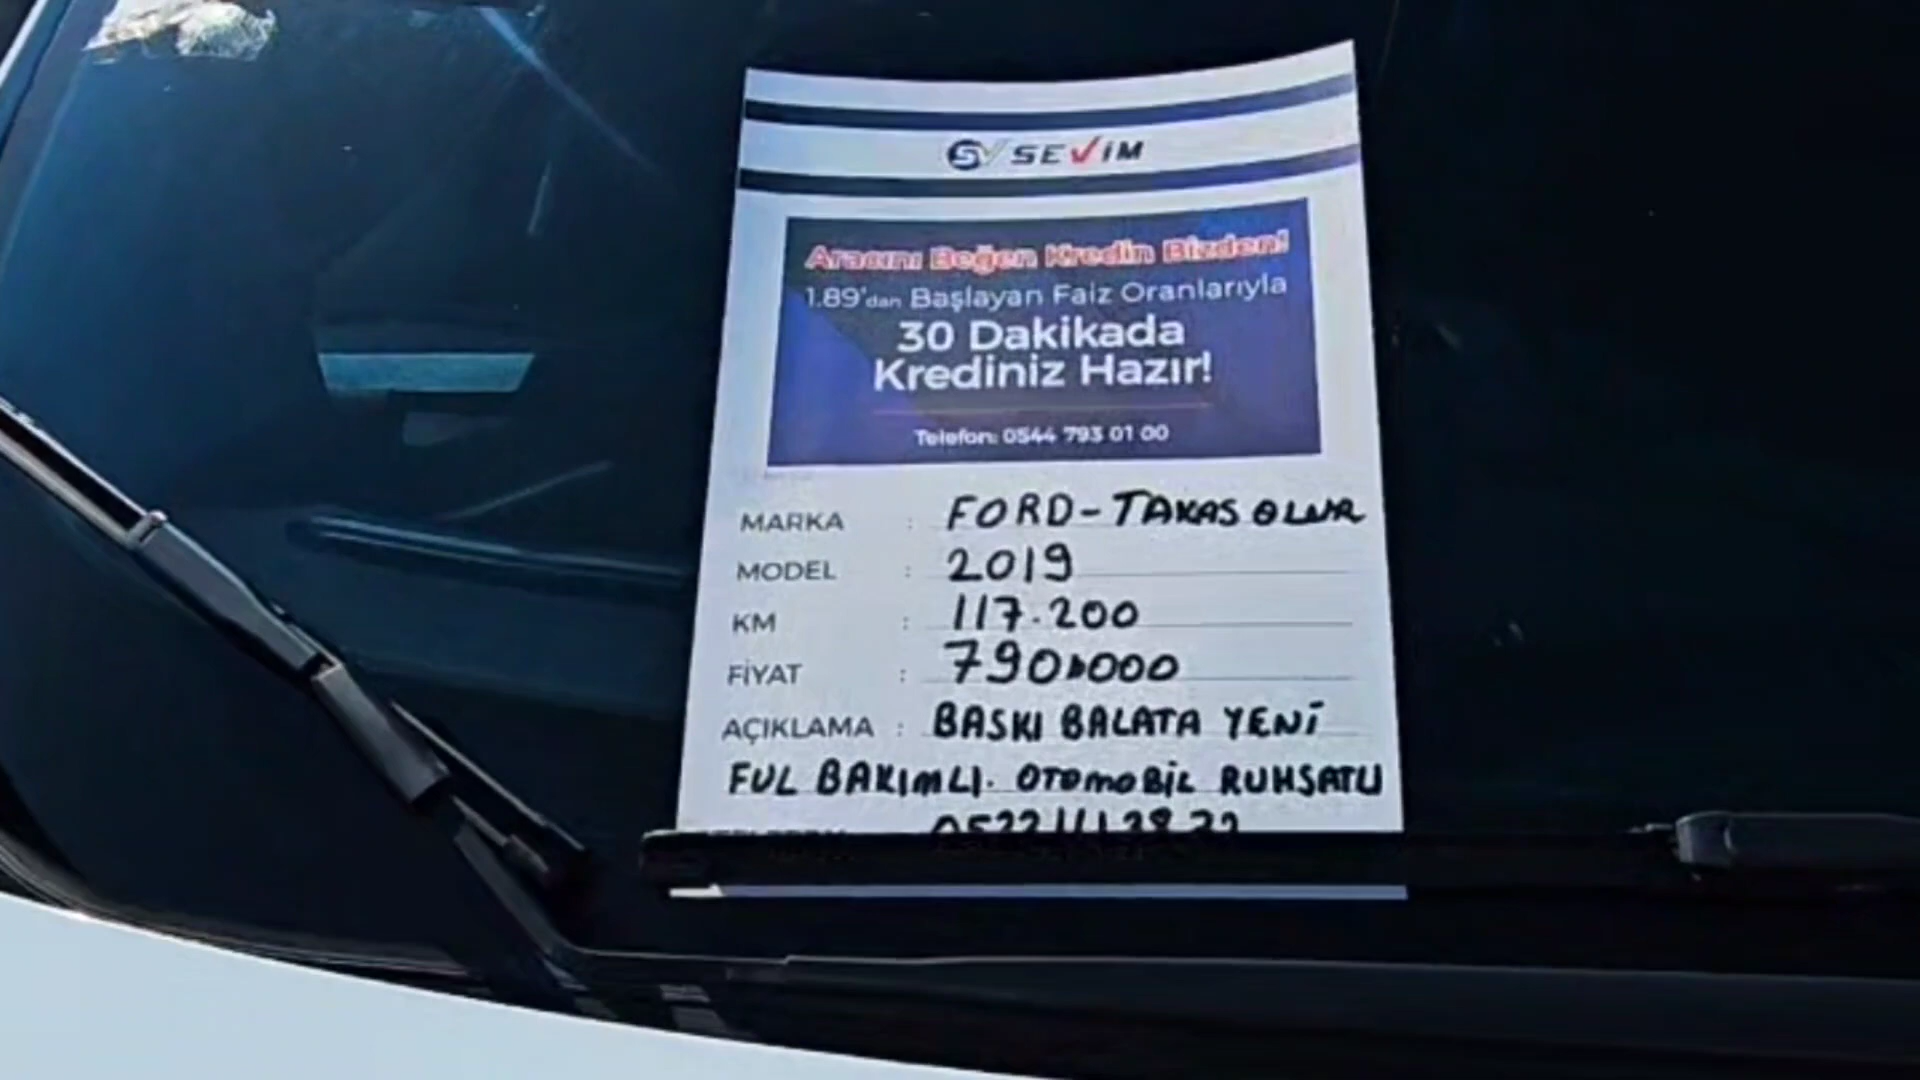 SV SEVİM
Aracını Beğen Kredin Bizden!
1.89'dan Başlayan Faiz Oranlarıyla
30 Dakikada
Krediniz Hazır!
Telefon: 0544 793 01 00
MARKA : FORD-TAKAS OLUR
MODEL : 2019
KM : 117.200
FİYAT : 790.000
AÇIKLAMA : BASKI BALATA YENİ
FUL BAKIMLI. OTOMOBİL RUHSATLI